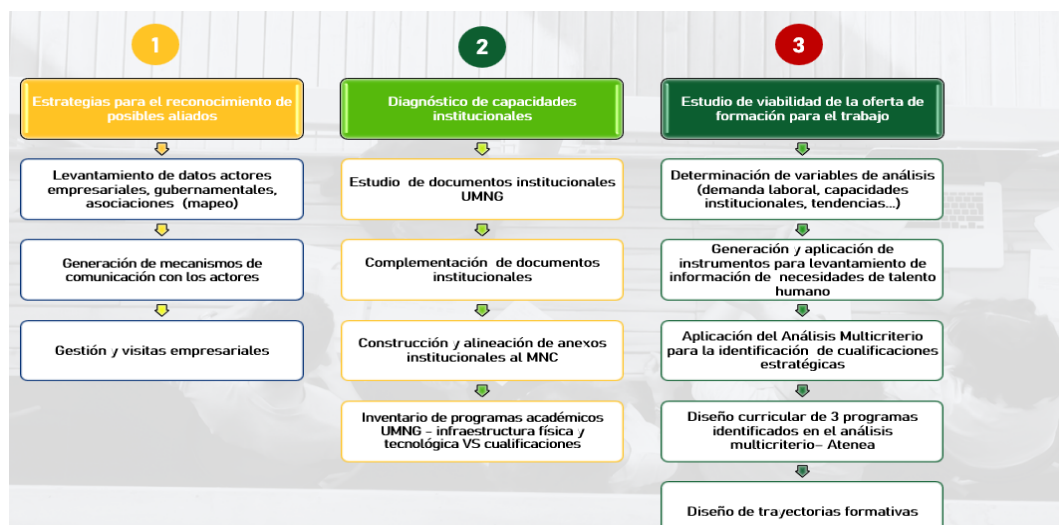 1
Estrategias para el reconocimiento de
posibles aliados
Levantamiento de datos actores
empresariales, gubernamentales,
asociaciones (mapeo)
Generación de mecanismos de
comunicación con los actores
Gestión y visitas empresariales
2
Diagnóstico de capacidades
institucionales
Estudio de documentos institucionales
UMNG
Complementación de documentos
institucionales
Construcción y alineación de anexos
institucionales al MNC
Inventario de programas académicos
UMNG - infraestructura física y
tecnológica VS cualificaciones
3
Estudio de viabilidad de la oferta de
formación para el trabajo
Determinación de variables de análisis
(demanda laboral, capacidades
institucionales, tendencias...)
Generación y aplicación de
instrumentos para levantamiento de
información de necesidades de talento
humano
Aplicación del Análisis Multicriterio
para la identificación de cualificaciones
estratégicas
Diseño curricular de 3 programas
identificados en el análisis
multicriterio– Atenea
Diseño de trayectorias formativas